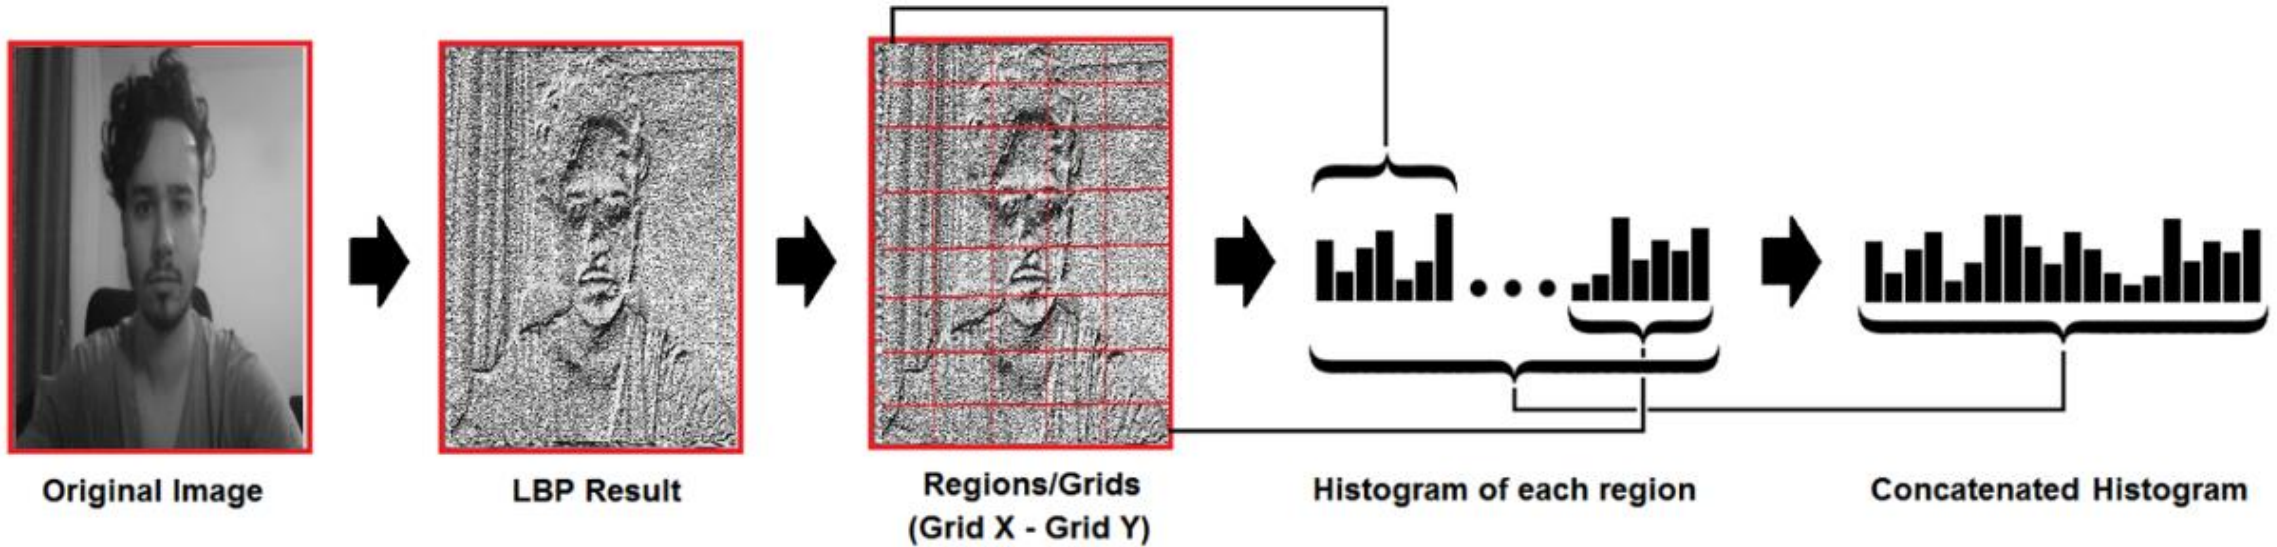 Original Image
LBP Result
Regions/Grids
(Grid X - Grid Y)
Histogram of each region
Concatenated Histogram